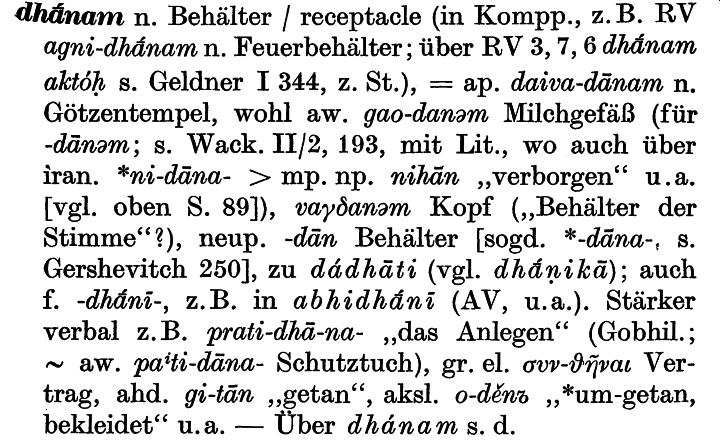 dhā́nam n. Behälter / receptacle (in Kompp., z. B. RV
agni-dhā́nam n. Feuerbehälter; über RV 3, 7, 6 dhā́nam
aktóḥ s. Geldner I 344, z. St.), = ap. daiva-dānam n.
Götzentempel, wohl aw. gao-danəm Milchgefäß (für
-dānəm; s. Wack. II/2, 193, mit Lit., wo auch über
iran. *ni-dāna- > mp. np. nihān „verborgen“ u. a.
[vgl. oben S. 89]), vaγδanəm Kopf („Behälter der
Stimme“?), neup. -dān Behälter [sogd. *-dāna-, s.
Gershevitch 250], zu dádhāti (vgl. dhā́ṇikā); auch
f. -dhā́nī-, z. B. in abhidhā́nī (AV, u. a.). Stärker
verbal z. B. prati-dhā-na- „das Anlegen“ (Gobhil.;
~ aw. paⁱti-dāna- Schutztuch), gr. el. συν-ϑῆναι Ver-
trag, ahd. gi-tān „getan“, aksl. o-děnъ „*um-getan,
bekleidet“ u. a. — Über dhánam s. d.